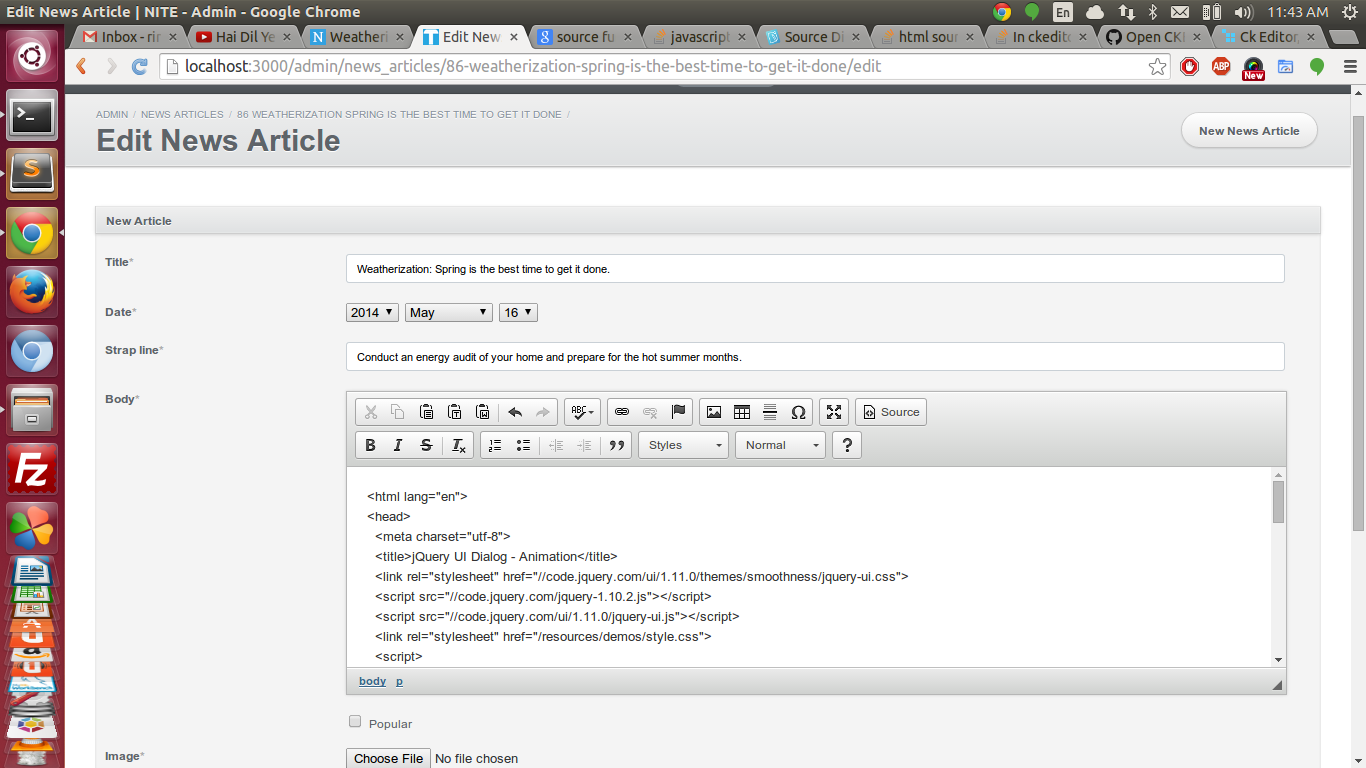 Edit News Article | NITE - Admin - Google Chrome
En
11:43 AM
Inbox - rir
Hai Dil Ye
Weatheri
Edit New
source fu
javascript
Source Di
html sour
In ckedito
Open CKI
Ck Editor,
localhost:3000/admin/news_articles/86-weatherization-spring-is-the-best-time-to-get-it-done/edit
ABP
New
ADMIN / NEWS ARTICLES / 86 WEATHERIZATION SPRING IS THE BEST TIME TO GET IT DONE /
Edit News Article
New News Article
New Article
Title*
Weatherization: Spring is the best time to get it done.
Date*
2014
May
16
Strap line*
Conduct an energy audit of your home and prepare for the hot summer months.
Body*
ABC
Source
B I S Tx
Styles
Normal
?
<html lang="en">
<head>
<meta charset="utf-8">
<title>jQuery UI Dialog - Animation</title>
<link rel="stylesheet" href="//code.jquery.com/ui/1.11.0/themes/smoothness/jquery-ui.css">
<script src="//code.jquery.com/jquery-1.10.2.js"></script>
<script src="//code.jquery.com/ui/1.11.0/jquery-ui.js"></script>
<link rel="stylesheet" href="/resources/demos/style.css">
<script>
body p
Popular
Image*
Choose File No file chosen